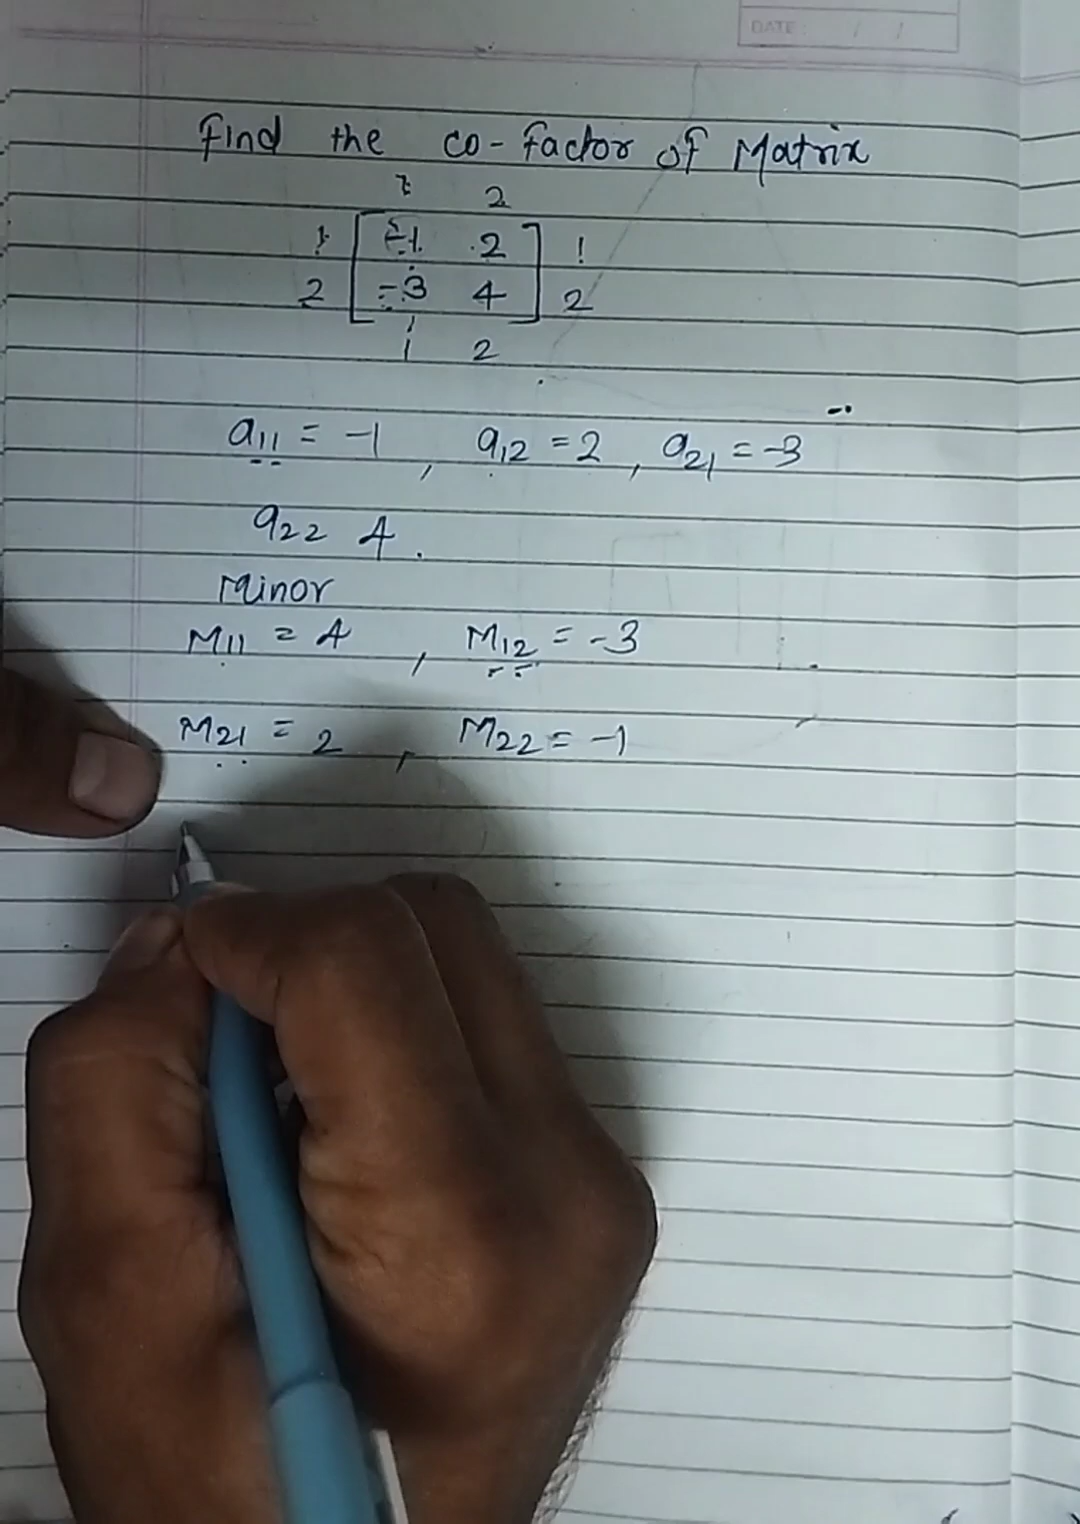 DATE: / /
Find the co-factor of Matrix
1 2
1 [ -1 2 ] 1
2 [ -3 4 ] 2
1 2
a11 = -1 , a12 = 2 , a21 = -3
a22 4 .
Minor
M11 = 4 , M12 = -3
M21 = 2 , M22 = -1